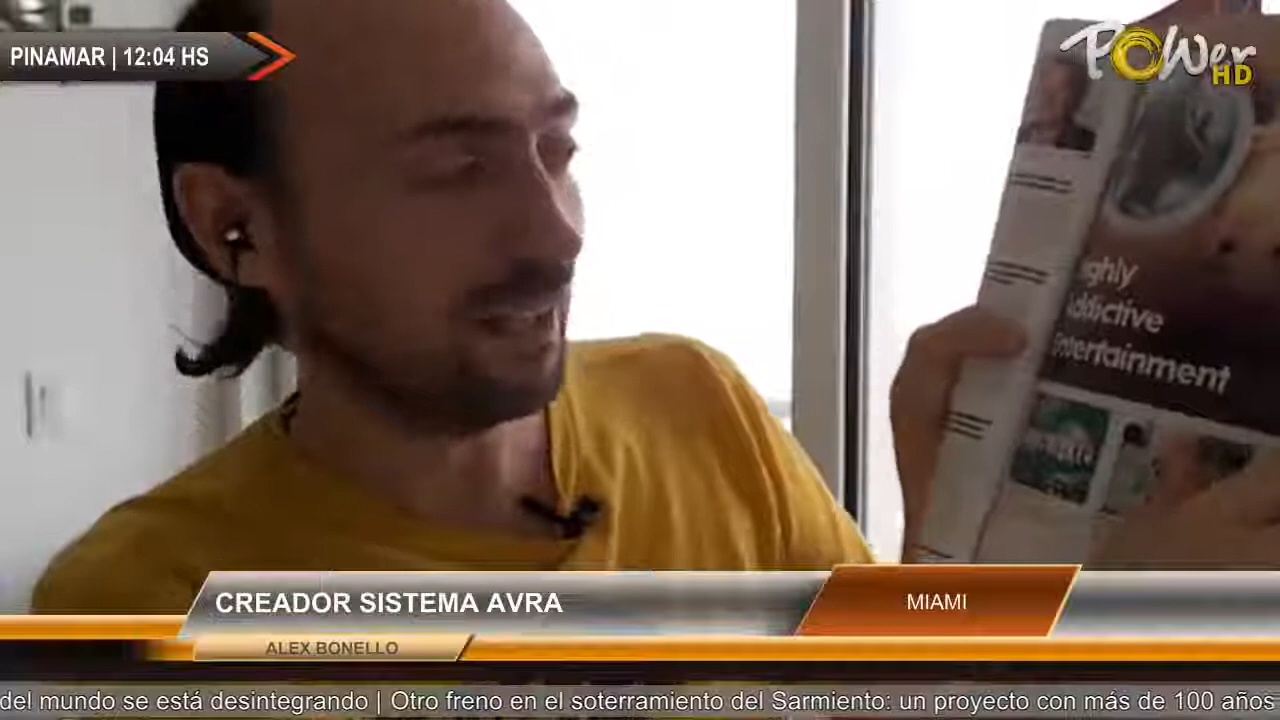 PINAMAR | 12:04 HS
POWer
HD
ghly
ddictive
Entertainment
CREADOR SISTEMA AVRA
MIAMI
ALEX BONELLO
del mundo se está desintegrando | Otro freno en el soterramiento del Sarmiento: un proyecto con más de 100 años